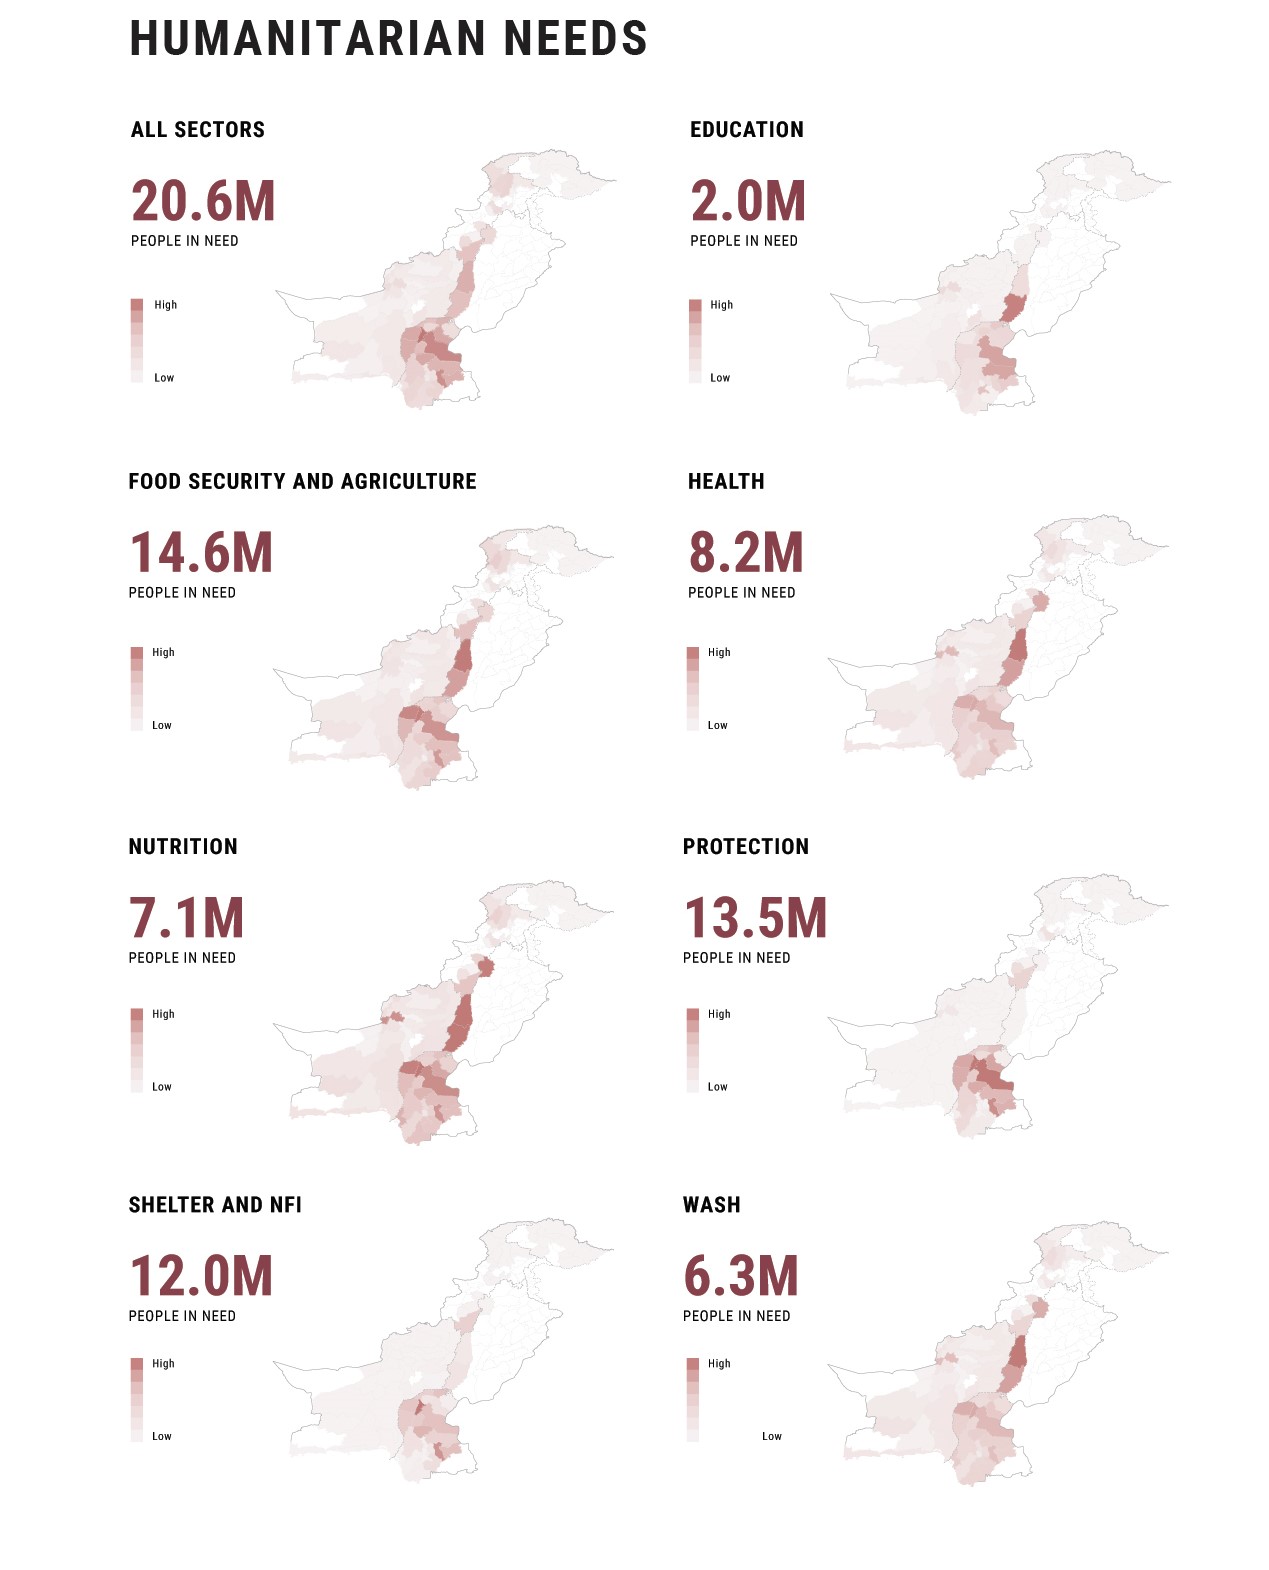 HUMANITARIAN NEEDS
ALL SECTORS
20.6M
PEOPLE IN NEED
High
Low
EDUCATION
2.0M
PEOPLE IN NEED
High
Low
FOOD SECURITY AND AGRICULTURE
14.6M
PEOPLE IN NEED
High
Low
HEALTH
8.2M
PEOPLE IN NEED
High
Low
NUTRITION
7.1M
PEOPLE IN NEED
High
Low
PROTECTION
13.5M
PEOPLE IN NEED
High
Low
SHELTER AND NFI
12.0M
PEOPLE IN NEED
High
Low
WASH
6.3M
PEOPLE IN NEED
High
Low